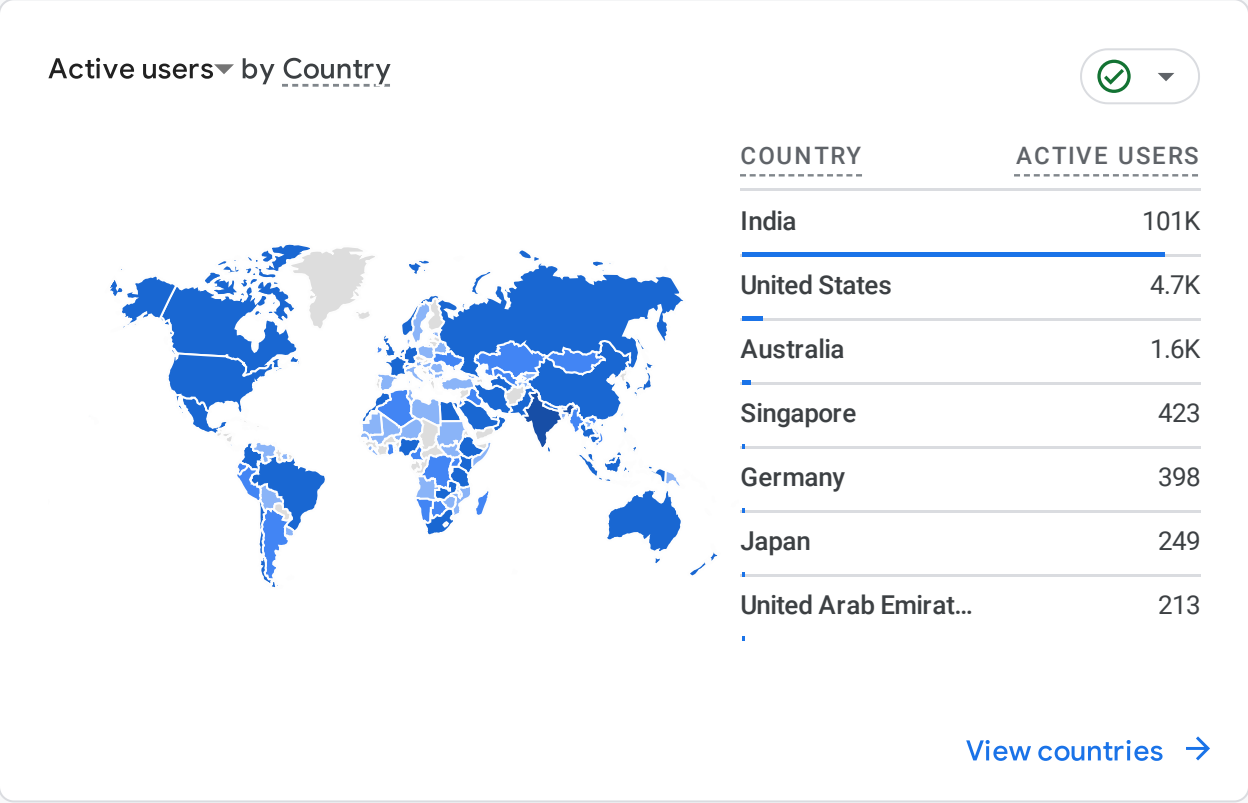 Active users by Country
COUNTRY ACTIVE USERS
India 101K
United States 4.7K
Australia 1.6K
Singapore 423
Germany 398
Japan 249
United Arab Emirat... 213
View countries